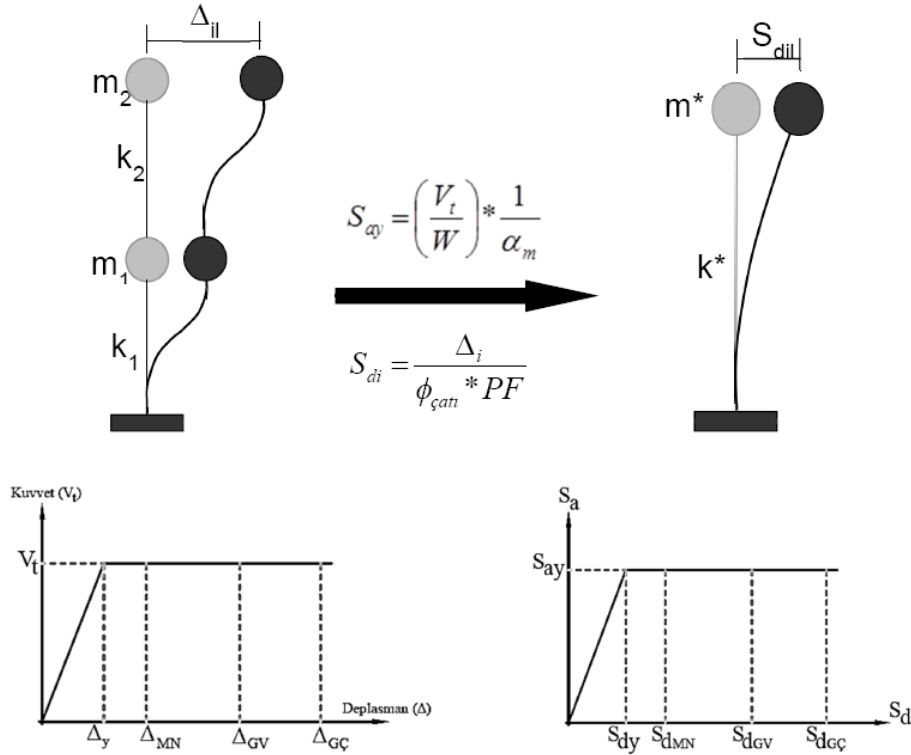 Δil
m2
k2
m1
k1
Say = (Vt / W) * 1 / αm
Sdi = Δi / ϕçatı * PF
Sdil
m*
k*
Kuvvet (Vt)
Vt
Δy ΔMN ΔGV ΔGÇ
Deplasman (Δ)
Sa
Say
Sdy SdMN SdGV SdGÇ
Sd